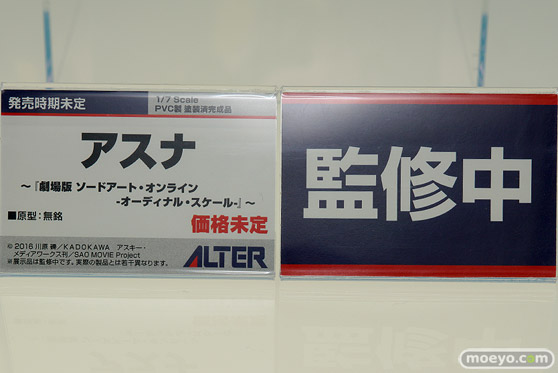 発売時期未定
1/7 Scale
PVC製 塗装済完成品
アスナ
～『劇場版 ソードアート・オンライン
-オーディナル・スケール-』～
■原型：無銘
価格未定
© 2016 川原 礫／KADOKAWA アスキー・
メディアワークス刊／SAO MOVIE Project
※展示品は監修中です。実際の製品とは若干異なります。
ALTER
監修中
moeyo.com